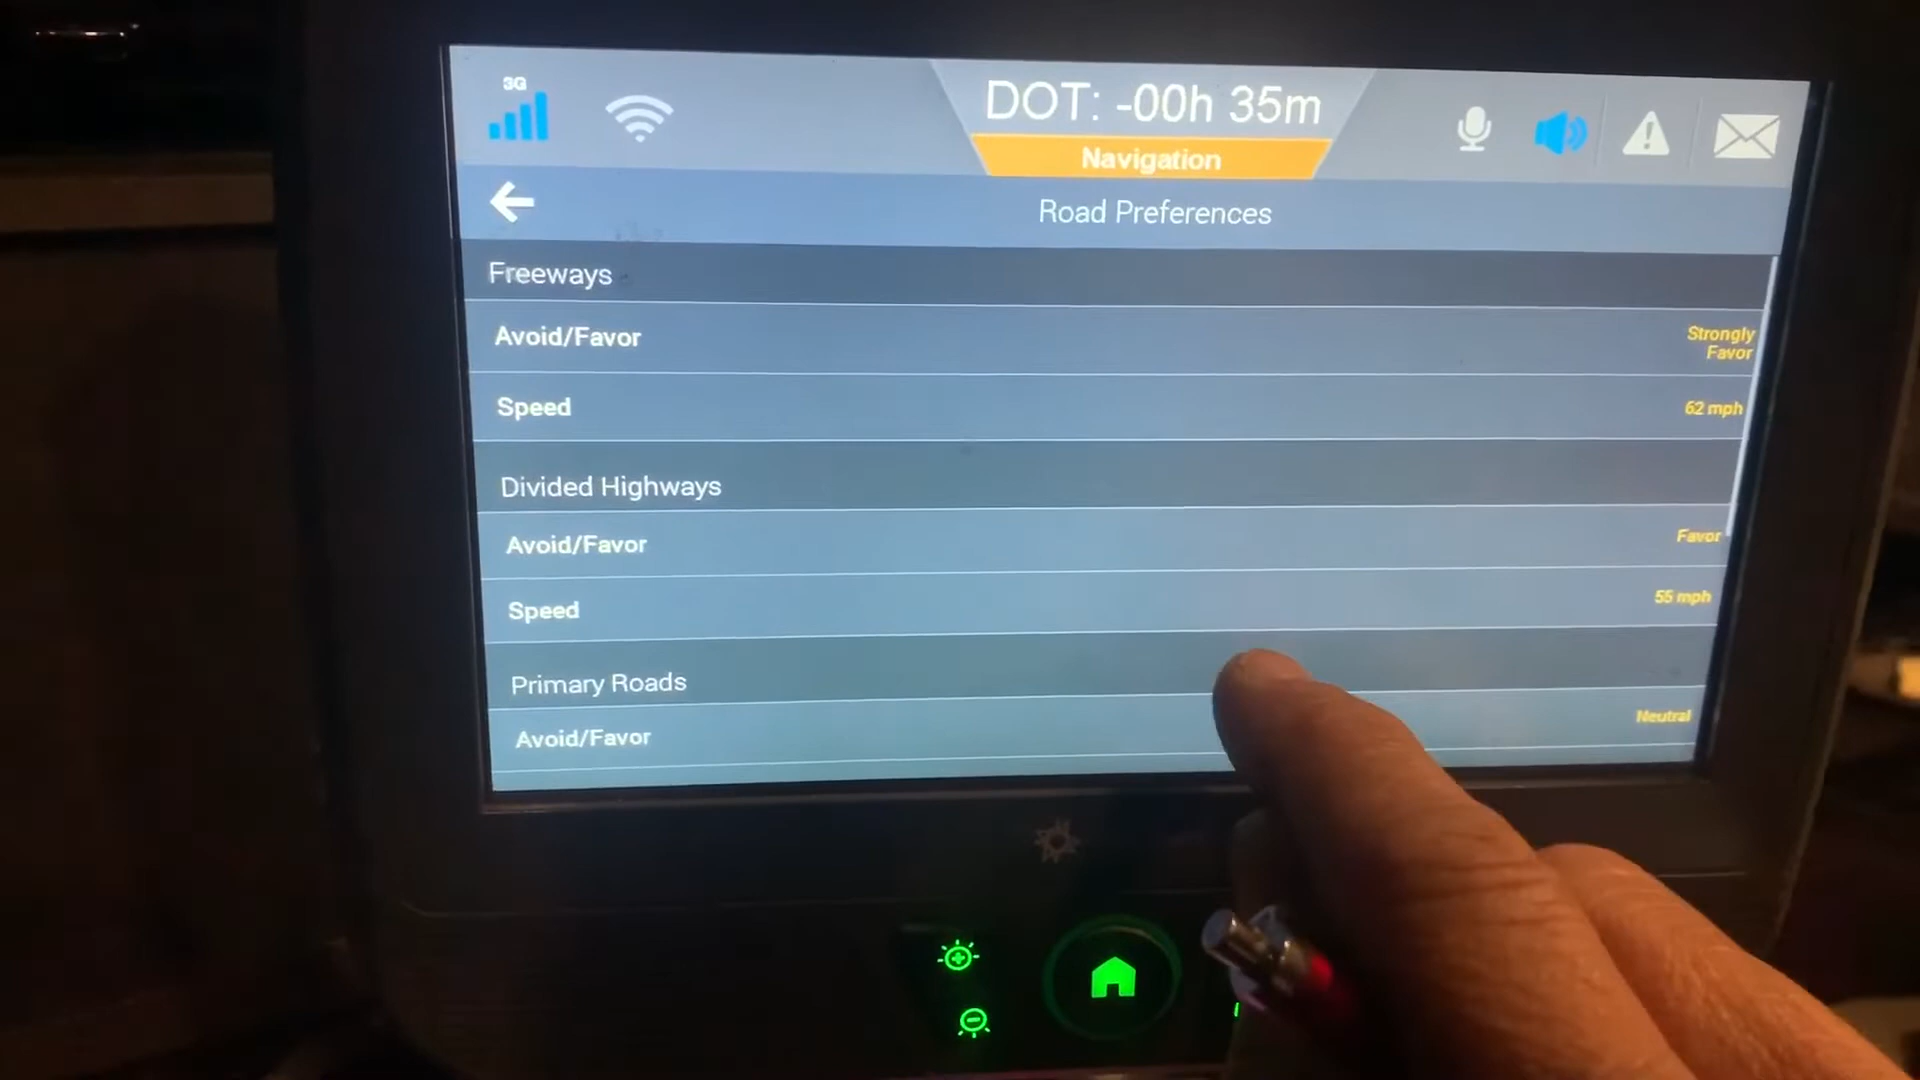 3G
DOT: -00h 35m
Navigation
Road Preferences
Freeways
Avoid/Favor
Strongly
Favor
Speed
62 mph
Divided Highways
Avoid/Favor
Favor
Speed
55 mph
Primary Roads
Avoid/Favor
Neutral